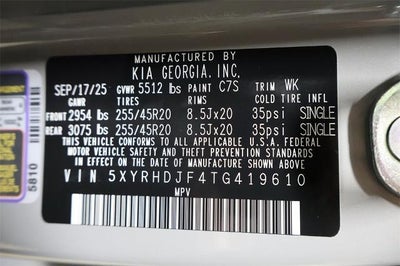 MANUFACTURED BY
KIA GEORGIA, INC.
SEP/17/25 GVWR 5512 lbs PAINT C7S TRIM WK
GAWR TIRES RIMS COLD TIRE INFL
FRONT 2954 lbs 255/45R20 8.5Jx20 35psi SINGLE
REAR 3075 lbs 255/45R20 8.5Jx20 35psi SINGLE
THIS VEHICLE CONFORMS TO ALL APPLICABLE U.S.A. FEDERAL
MOTOR VEHICLE SAFETY AND THEFT PREVENTION STANDARDS
IN EFFECT ON THE DATE OF MANUFACTURE SHOWN ABOVE
VIN 5XYRHDJF4TG419610
MPV
5810